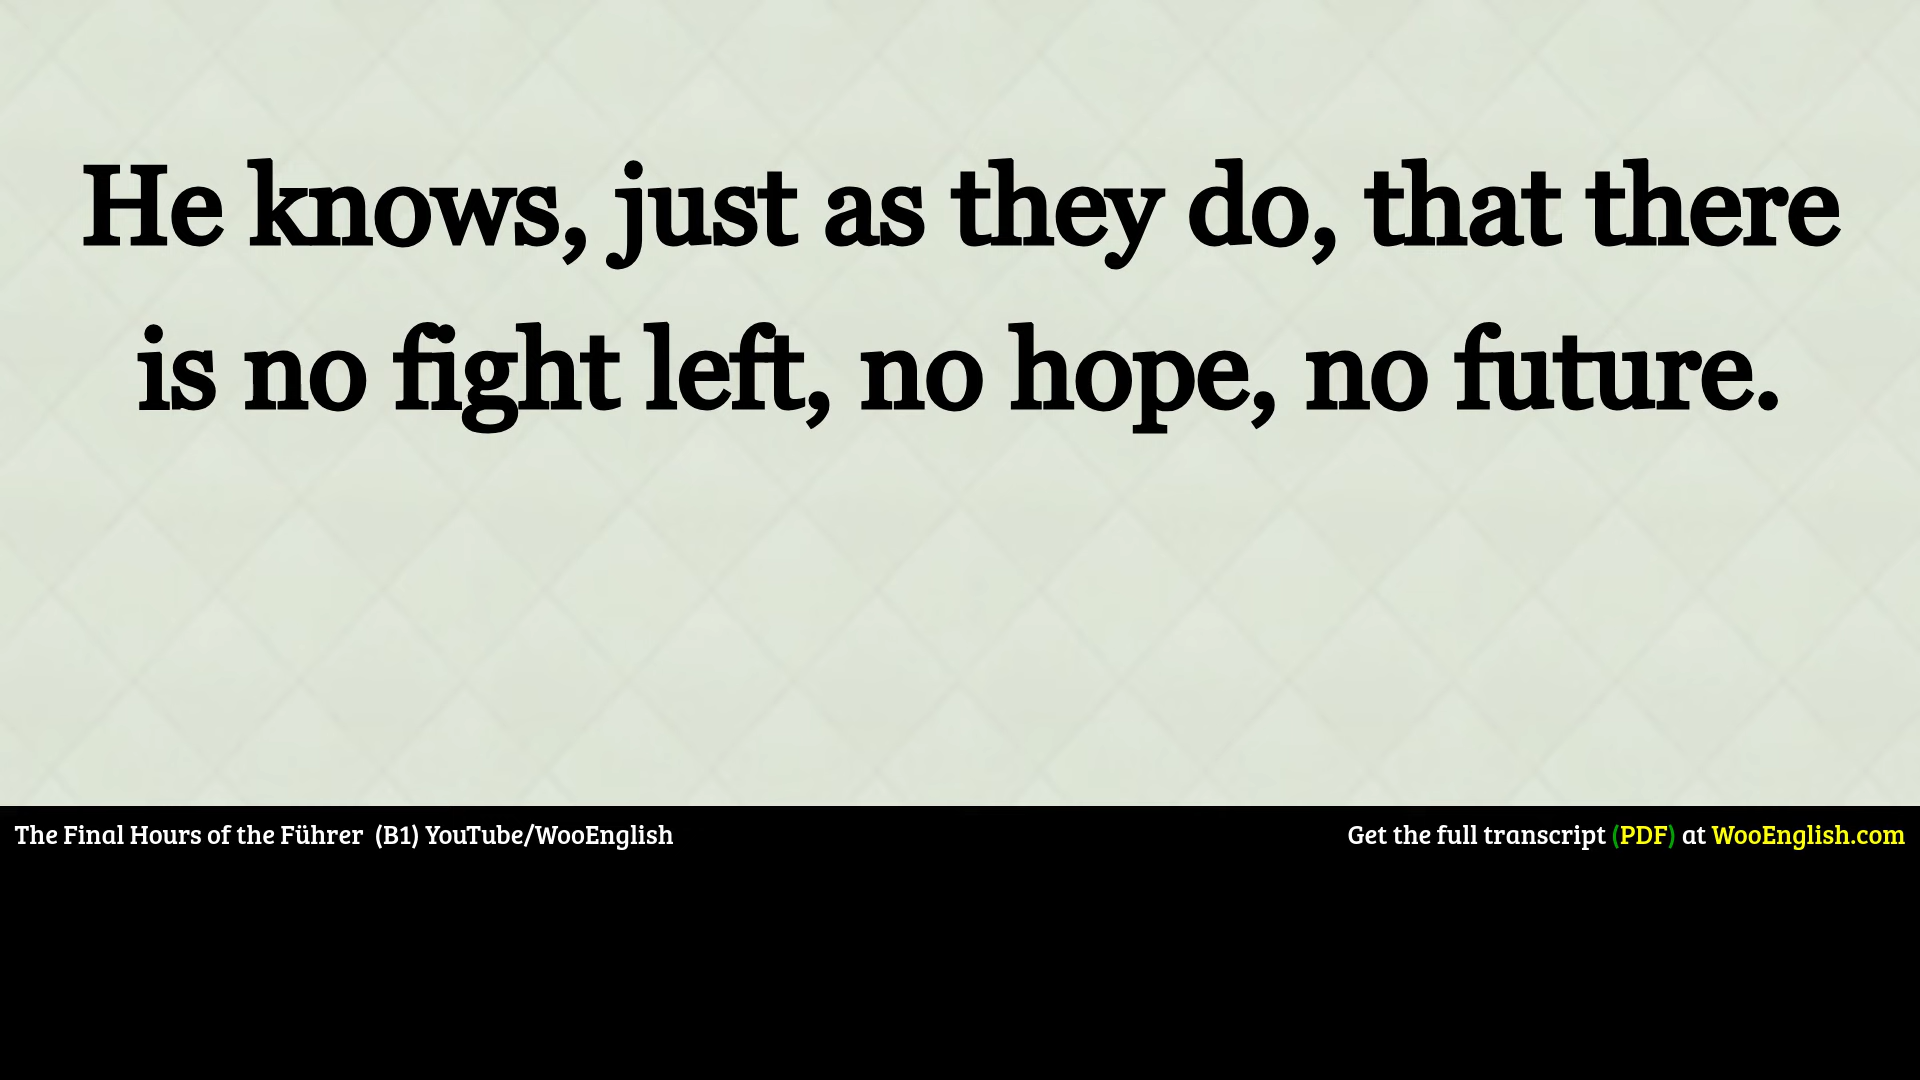 He knows, just as they do, that there
is no fight left, no hope, no future.
The Final Hours of the Führer (B1) YouTube/WooEnglish
Get the full transcript (PDF) at WooEnglish.com